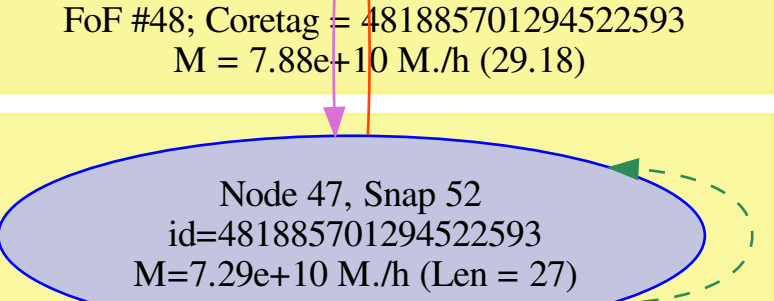 FoF #48; Coretag = 481885701294522593
M = 7.88e+10 M./h (29.18)
Node 47, Snap 52
id=481885701294522593
M=7.29e+10 M./h (Len = 27)